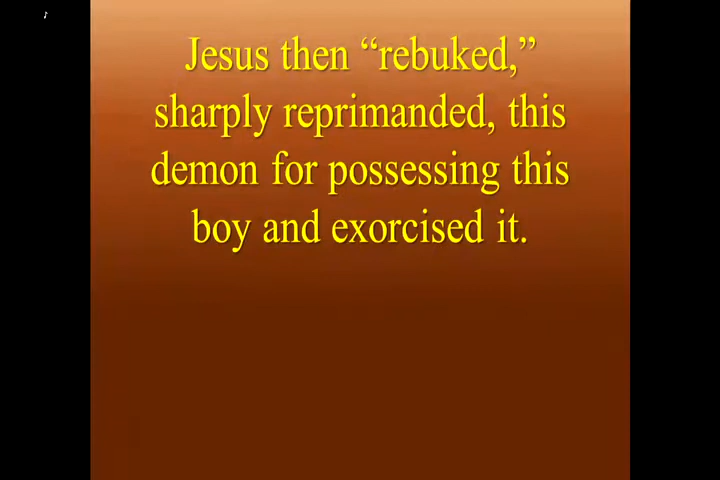 Jesus then “rebuked,”
sharply reprimanded, this
demon for possessing this
boy and exorcised it.